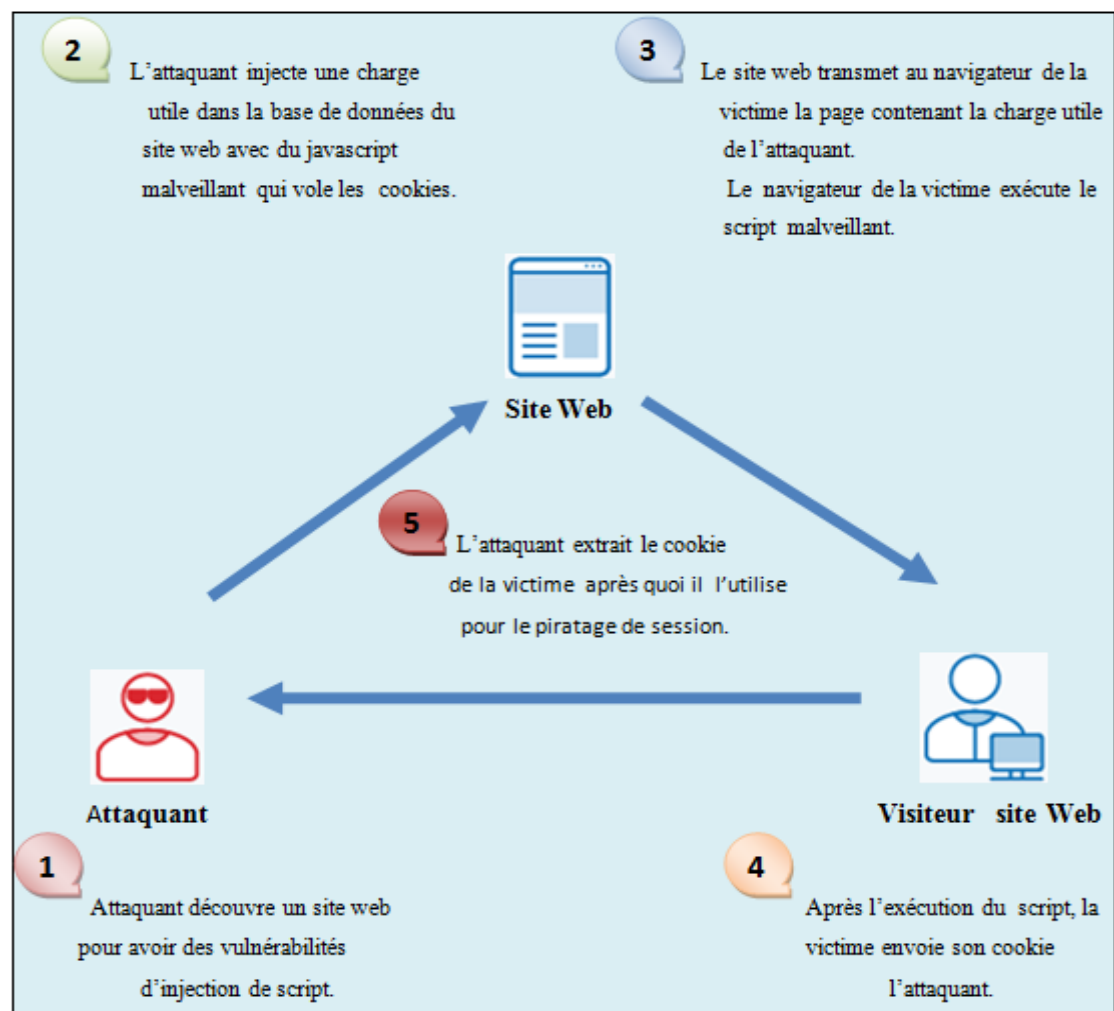 2
L'attaquant injecte une charge
utile dans la base de données du
site web avec du javascript
malveillant qui vole les cookies.
3
Le site web transmet au navigateur de la
victime la page contenant la charge utile
de l'attaquant.
Le navigateur de la victime exécute le
script malveillant.
Site Web
5
L'attaquant extrait le cookie
de la victime après quoi il l'utilise
pour le piratage de session.
Attaquant
Visiteur site Web
1
Attaquant découvre un site web
pour avoir des vulnérabilités
d'injection de script.
4
Après l'exécution du script, la
victime envoie son cookie
l'attaquant.